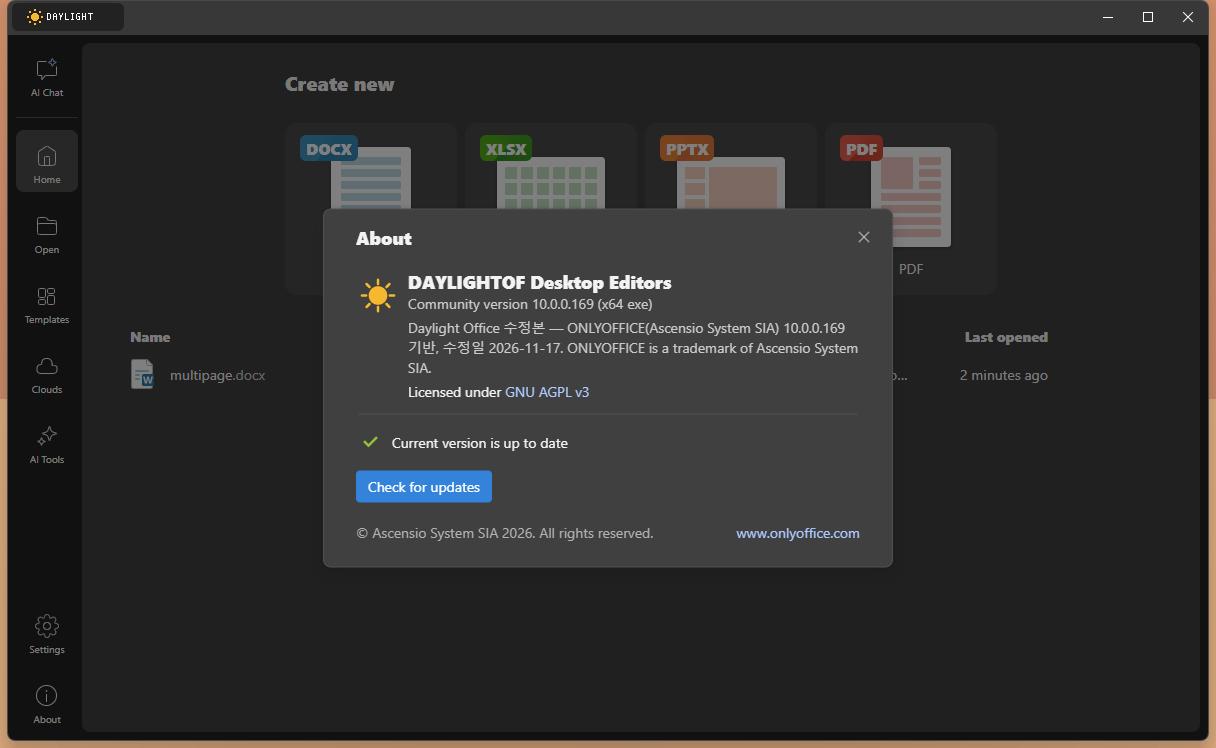 DAYLIGHT
AI Chat
Home
Open
Templates
Clouds
AI Tools
Settings
About
Create new
DOCX
XLSX
PPTX
PDF
PDF
Name
Last opened
multipage.docx
2 minutes ago
About
DAYLIGHTOF Desktop Editors
Community version 10.0.0.169 (x64 exe)
Daylight Office 수정본 — ONLYOFFICE(Ascensio System SIA) 10.0.0.169
기반, 수정일 2026-11-17. ONLYOFFICE is a trademark of Ascensio System
SIA.
Licensed under GNU AGPL v3
Current version is up to date
Check for updates
© Ascensio System SIA 2026. All rights reserved.
www.onlyoffice.com